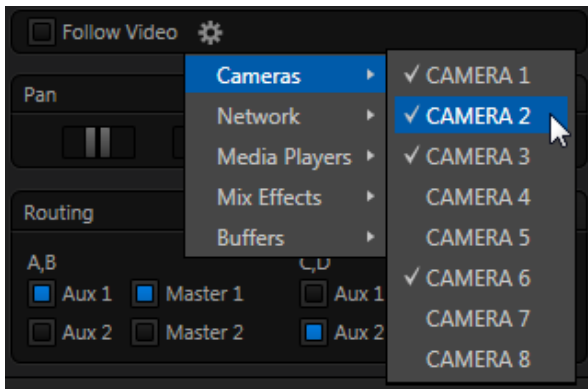 Follow Video
Cameras
Network
Media Players
Mix Effects
Buffers
✓ CAMERA 1
✓ CAMERA 2
✓ CAMERA 3
CAMERA 4
CAMERA 5
✓ CAMERA 6
CAMERA 7
CAMERA 8
Pan
Routing
A,B
C,D
Aux 1 Master 1 Aux 1
Aux 2 Master 2 Aux 2